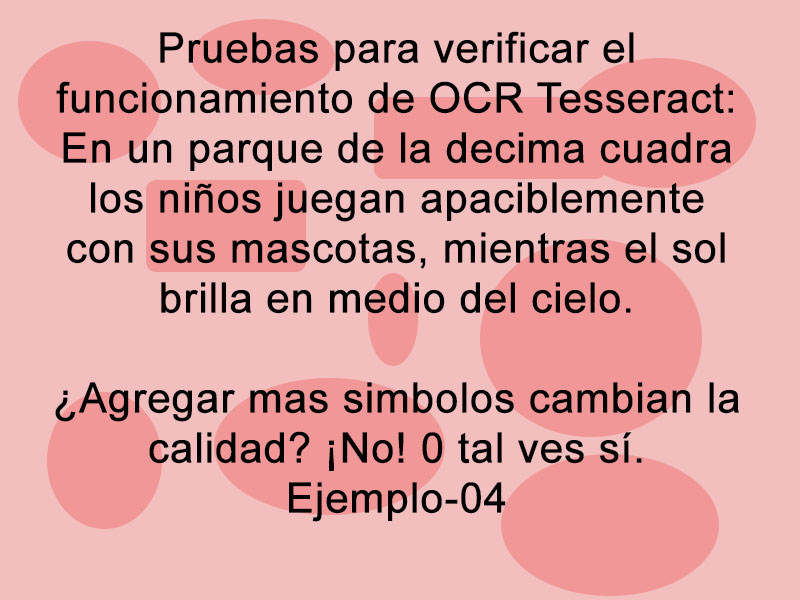 Pruebas para verificar el
funcionamiento de OCR Tesseract:
En un parque de la decima cuadra
los niños juegan apaciblemente
con sus mascotas, mientras el sol
brilla en medio del cielo.
¿Agregar mas simbolos cambian la
calidad? ¡No! 0 tal ves sí.
Ejemplo-04